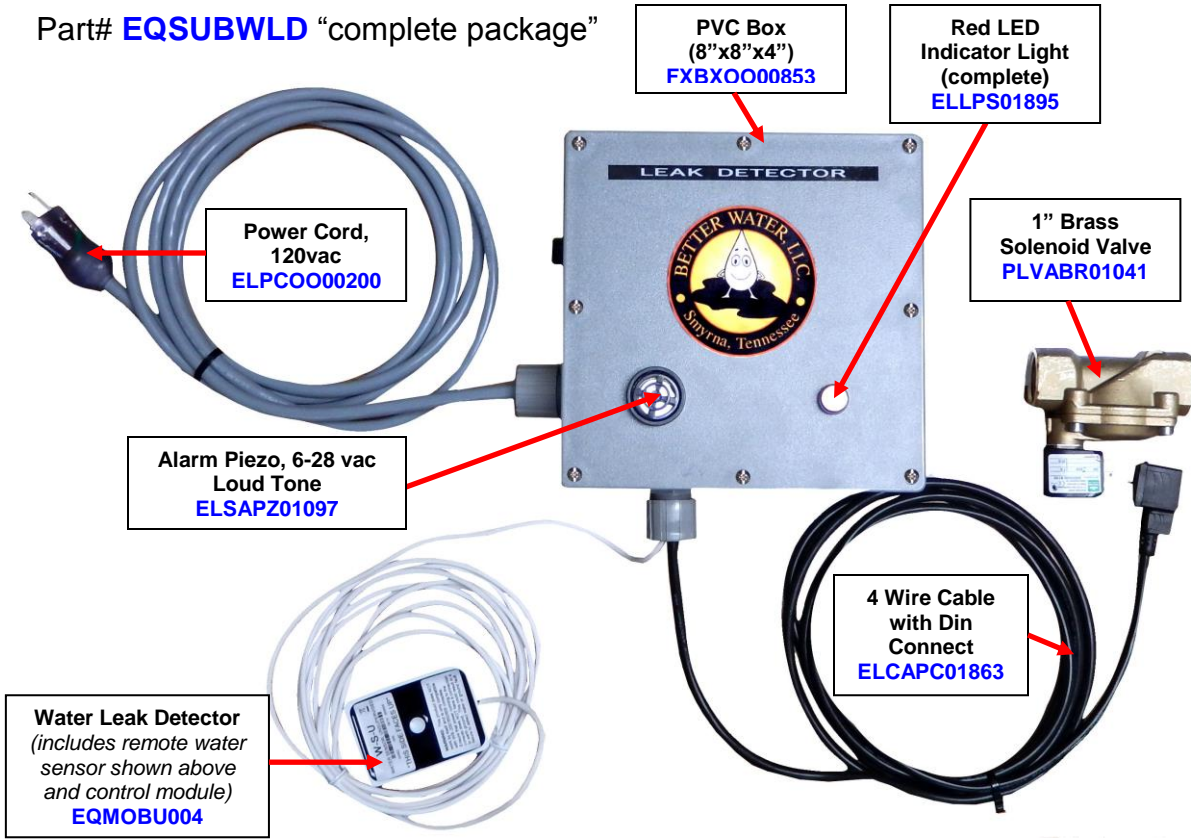 Part# EQSUBWLD “complete package”
PVC Box
(8”x8”x4”)
FXBXOO00853
Red LED
Indicator Light
(complete)
ELLPS01895
LEAK DETECTOR
BETTER WATER, LLC.
Smyrna, Tennessee
Power Cord,
120vac
ELPCOO00200
1” Brass
Solenoid Valve
PLVABR01041
Alarm Piezo, 6-28 vac
Loud Tone
ELSAPZ01097
4 Wire Cable
with Din
Connect
ELCAPC01863
Water Leak Detector
(includes remote water
sensor shown above
and control module)
EQMOBU004
W-S-U